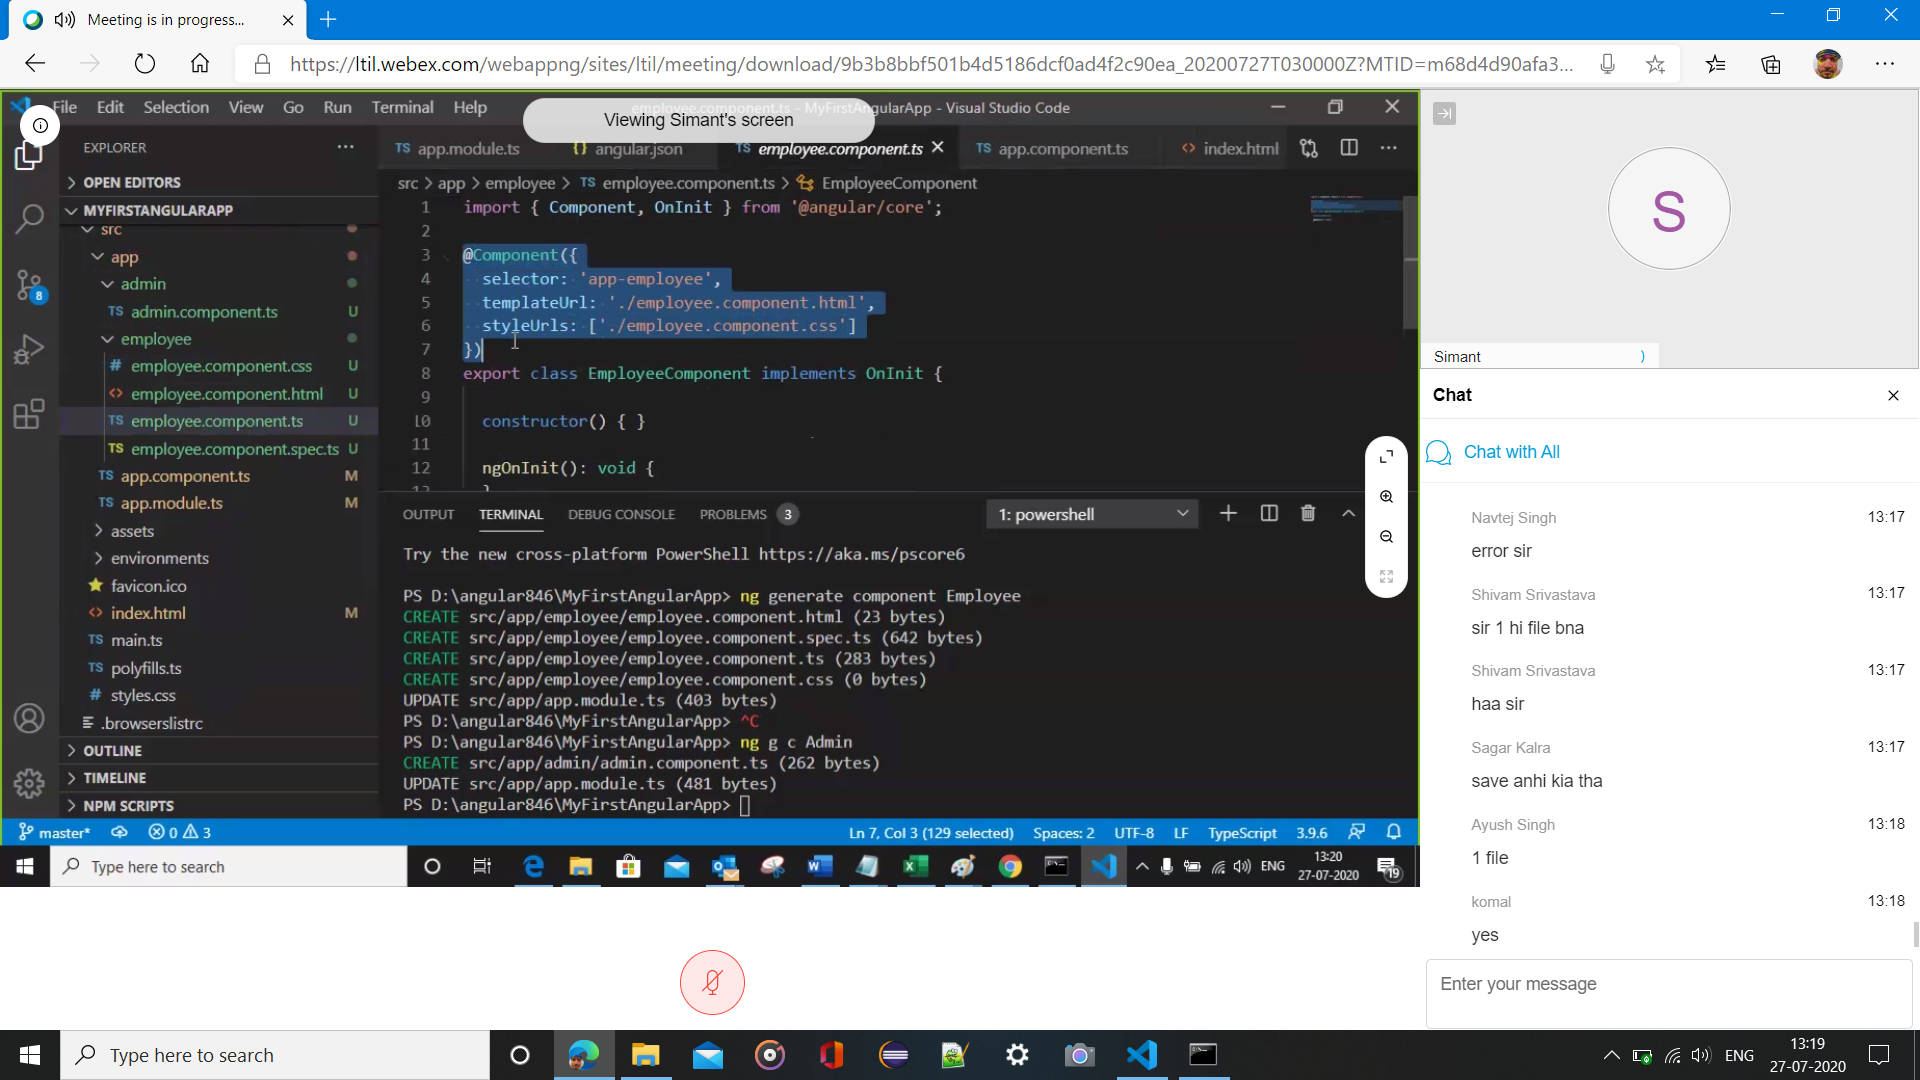 Meeting is in progress...
https://ltil.webex.com/webappng/sites/ltil/meeting/download/9b3b8bbf501b4d5186dcf0ad4f2c90ea_20200727T030000Z?MTID=m68d4d90afa3...
File Edit Selection View Go Run Terminal Help
employee.component.ts - MyFirstAngularApp - Visual Studio Code
Viewing Simant's screen
EXPLORER
TS app.module.ts
{} angular.json
TS employee.component.ts
TS app.component.ts
<> index.html
OPEN EDITORS
src > app > employee > TS employee.component.ts > EmployeeComponent
MYFIRSTANGULARAPP
src
app
admin
TS admin.component.ts U
employee
# employee.component.css U
<> employee.component.html U
TS employee.component.ts U
TS employee.component.spec.ts U
TS app.component.ts M
TS app.module.ts M
assets
environments
favicon.ico
<> index.html M
TS main.ts
TS polyfills.ts
# styles.css
.browserslistrc
OUTLINE
TIMELINE
NPM SCRIPTS
8
1 import { Component, OnInit } from '@angular/core';
2
3 @Component({
4 selector: 'app-employee',
5 templateUrl: './employee.component.html',
6 styleUrls: ['./employee.component.css']
7 })
8 export class EmployeeComponent implements OnInit {
9
10 constructor() { }
11
12 ngOnInit(): void {
OUTPUT TERMINAL DEBUG CONSOLE PROBLEMS 3
1: powershell
Try the new cross-platform PowerShell https://aka.ms/pscore6
PS D:\angular846\MyFirstAngularApp> ng generate component Employee
CREATE src/app/employee/employee.component.html (23 bytes)
CREATE src/app/employee/employee.component.spec.ts (642 bytes)
CREATE src/app/employee/employee.component.ts (283 bytes)
CREATE src/app/employee/employee.component.css (0 bytes)
UPDATE src/app/app.module.ts (403 bytes)
PS D:\angular846\MyFirstAngularApp> ^C
PS D:\angular846\MyFirstAngularApp> ng g c Admin
CREATE src/app/admin/admin.component.ts (262 bytes)
UPDATE src/app/app.module.ts (481 bytes)
PS D:\angular846\MyFirstAngularApp>
master* 0 3
Ln 7, Col 3 (129 selected) Spaces: 2 UTF-8 LF TypeScript 3.9.6
Type here to search
ENG
13:20
27-07-2020
19
S
Simant
Chat
Chat with All
Navtej Singh 13:17
error sir
Shivam Srivastava 13:17
sir 1 hi file bna
Shivam Srivastava 13:17
haa sir
Sagar Kalra 13:17
save anhi kia tha
Ayush Singh 13:18
1 file
komal 13:18
yes
Enter your message
Type here to search
ENG
13:19
27-07-2020